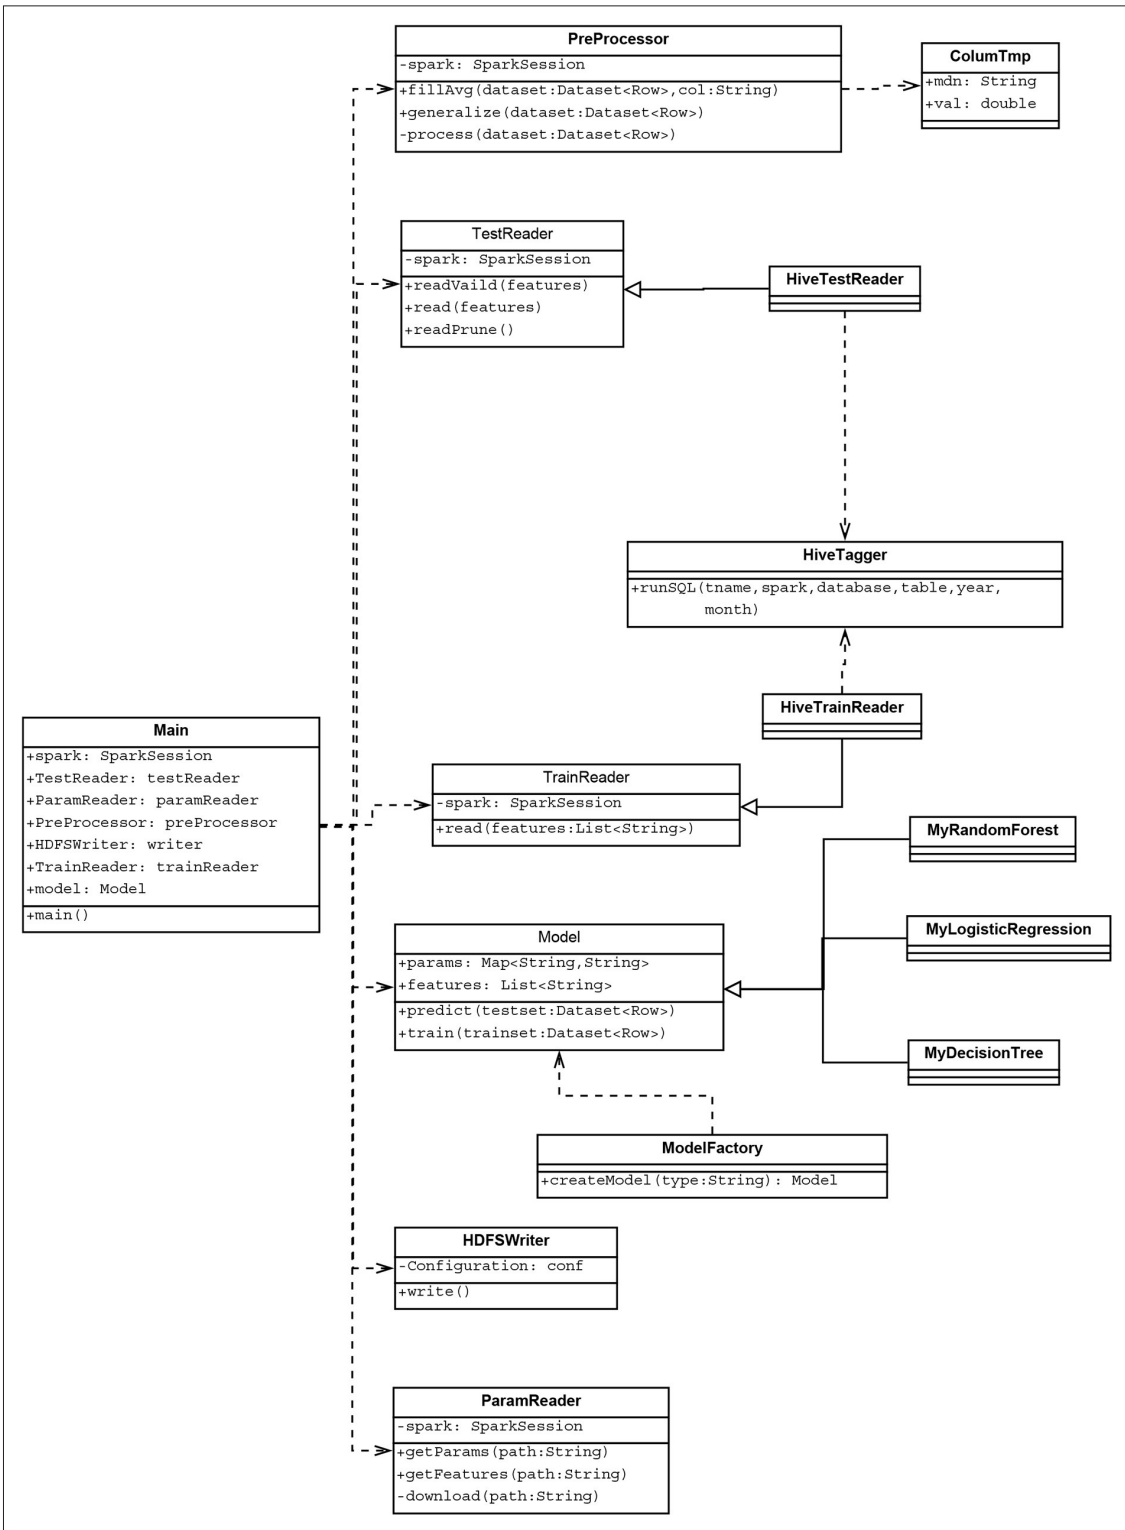 PreProcessor
-spark: SparkSession
+fillAvg(dataset:Dataset<Row>,col:String)
+generalize(dataset:Dataset<Row>)
-process(dataset:Dataset<Row>)
ColumTmp
+mdn: String
+val: double
TestReader
-spark: SparkSession
+readVaild(features)
+read(features)
+readPrune()
HiveTestReader
HiveTagger
+runSQL(tname,spark,database,table,year,
month)
HiveTrainReader
Main
+spark: SparkSession
+TestReader: testReader
+ParamReader: paramReader
+PreProcessor: preProcessor
+HDFSWriter: writer
+TrainReader: trainReader
+model: Model
+main()
TrainReader
-spark: SparkSession
+read(features:List<String>)
MyRandomForest
MyLogisticRegression
MyDecisionTree
Model
+params: Map<String,String>
+features: List<String>
+predict(testset:Dataset<Row>)
+train(trainset:Dataset<Row>)
ModelFactory
+createModel(type:String): Model
HDFSWriter
-Configuration: conf
+write()
ParamReader
-spark: SparkSession
+getParams(path:String)
+getFeatures(path:String)
-download(path:String)